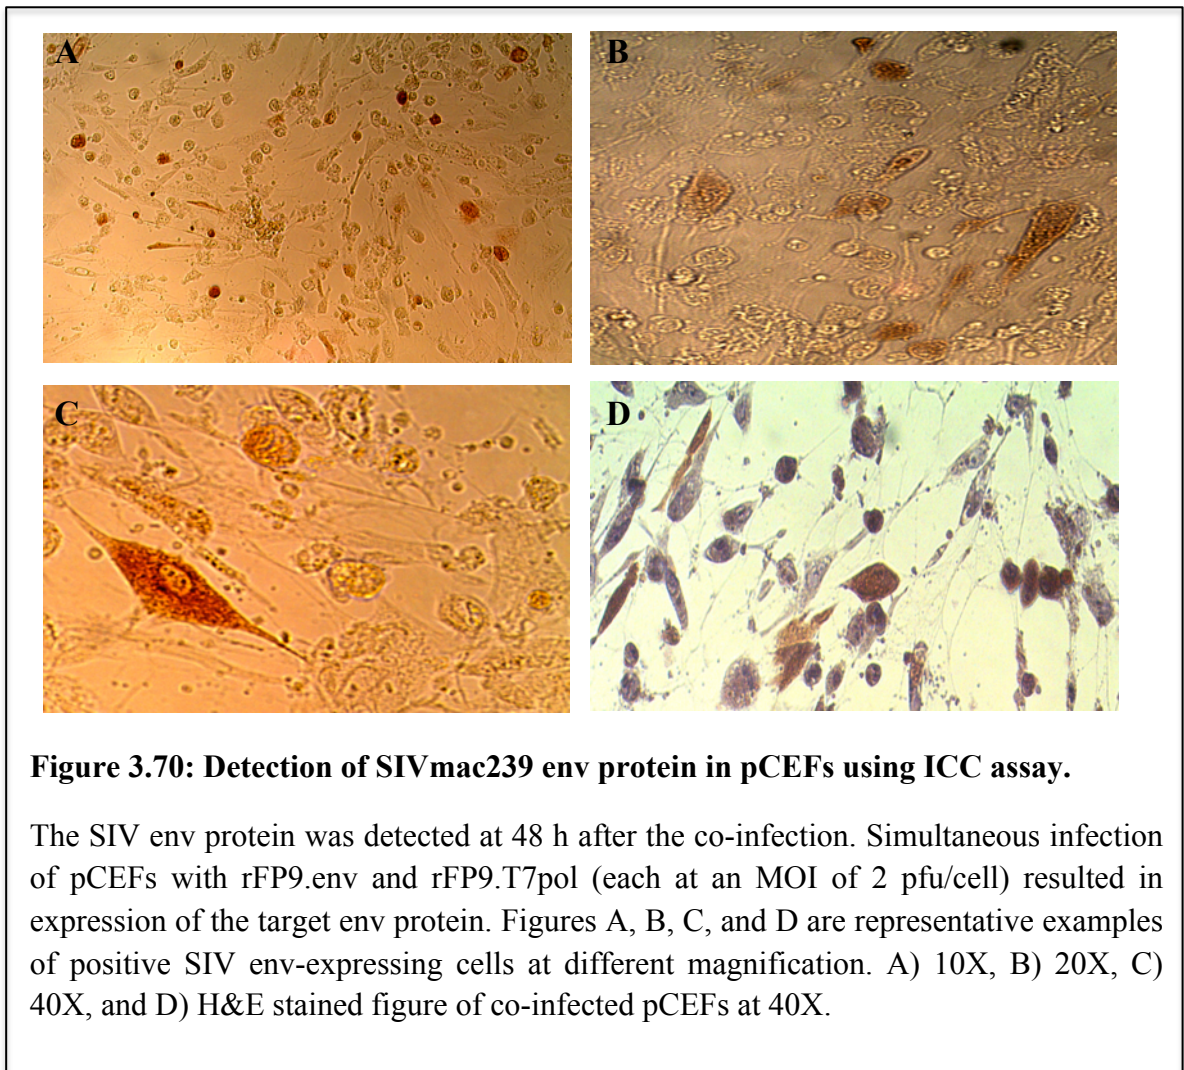 A
B
C
D
Figure 3.70: Detection of SIVmac239 env protein in pCEFs using ICC assay.
The SIV env protein was detected at 48 h after the co-infection. Simultaneous infection
of pCEFs with rFP9.env and rFP9.T7pol (each at an MOI of 2 pfu/cell) resulted in
expression of the target env protein. Figures A, B, C, and D are representative examples
of positive SIV env-expressing cells at different magnification. A) 10X, B) 20X, C)
40X, and D) H&E stained figure of co-infected pCEFs at 40X.